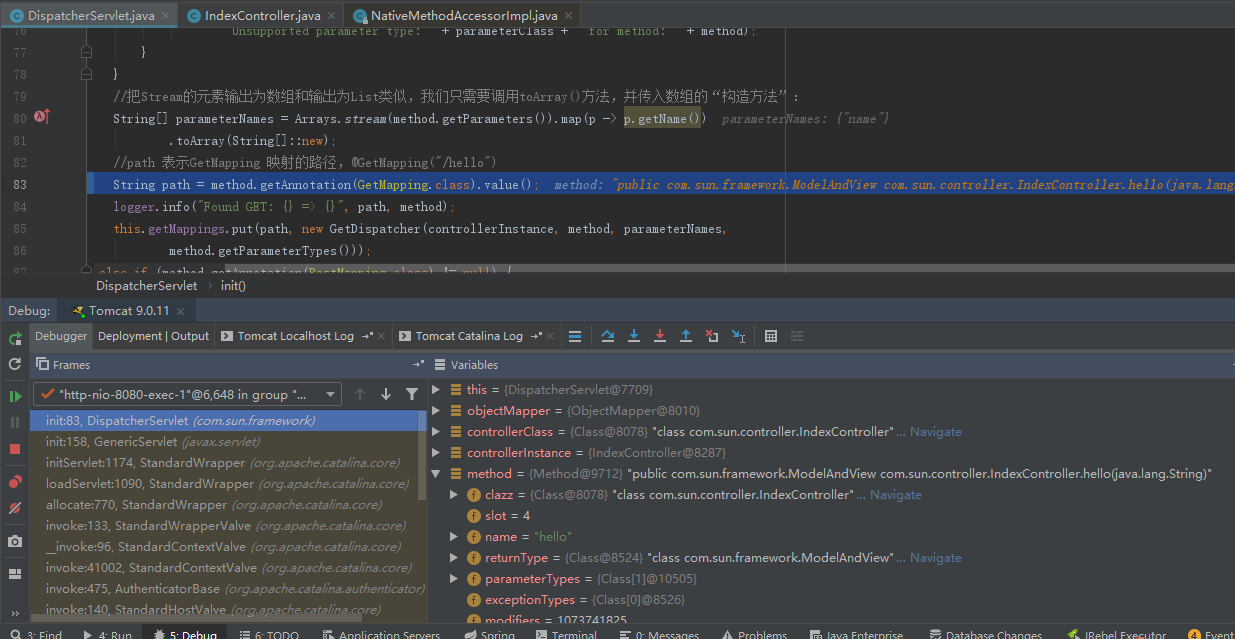 DispatcherServlet.java
IndexController.java
NativeMethodAccessorImpl.java
76 "Unsupported parameter type: " + parameterClass + " for method: " + method);
77 }
78 }
79 //把Stream的元素输出为数组和输出为List类似，我们只需要调用toArray()方法，并传入数组的“构造方法”：
80 String[] parameterNames = Arrays.stream(method.getParameters()).map(p -> p.getName()) parameterNames: {"name"}
81 .toArray(String[]::new);
82 //path 表示GetMapping 映射的路径，@GetMapping("/hello")
83 String path = method.getAnnotation(GetMapping.class).value(); method: "public com.sun.framework.ModelAndView com.sun.controller.IndexController.hello(java.lang
84 logger.info("Found GET: {} => {}", path, method);
85 this.getMappings.put(path, new GetDispatcher(controllerInstance, method, parameterNames,
86 method.getParameterTypes()));
87 else if (method.getAnnotation(PostMapping.class) != null) {
DispatcherServlet › init()
Debug: Tomcat 9.0.11
Debugger Deployment | Output Tomcat Localhost Log Tomcat Catalina Log
Frames
"http-nio-8080-exec-1"@6,648 in group "...
init:83, DispatcherServlet (com.sun.framework)
init:158, GenericServlet (javax.servlet)
initServlet:1174, StandardWrapper (org.apache.catalina.core)
loadServlet:1090, StandardWrapper (org.apache.catalina.core)
allocate:770, StandardWrapper (org.apache.catalina.core)
invoke:133, StandardWrapperValve (org.apache.catalina.core)
__invoke:96, StandardContextValve (org.apache.catalina.core)
invoke:41002, StandardContextValve (org.apache.catalina.core)
invoke:475, AuthenticatorBase (org.apache.catalina.authenticator)
invoke:140, StandardHostValve (org.apache.catalina.core)
Variables
this = {DispatcherServlet@7709}
objectMapper = {ObjectMapper@8010}
controllerClass = {Class@8078} "class com.sun.controller.IndexController"... Navigate
controllerInstance = {IndexController@8287}
method = {Method@9712} "public com.sun.framework.ModelAndView com.sun.controller.IndexController.hello(java.lang.String)"
clazz = {Class@8078} "class com.sun.controller.IndexController"... Navigate
slot = 4
name = "hello"
returnType = {Class@8524} "class com.sun.framework.ModelAndView"... Navigate
parameterTypes = {Class[1]@10505}
exceptionTypes = {Class[0]@8526}
modifiers = 1073741825
3: Find 4: Run 5: Debug 6: TODO Application Servers Spring Terminal 0: Messages Problems Java Enterprise Database Changes JRebel Executor 4 Event